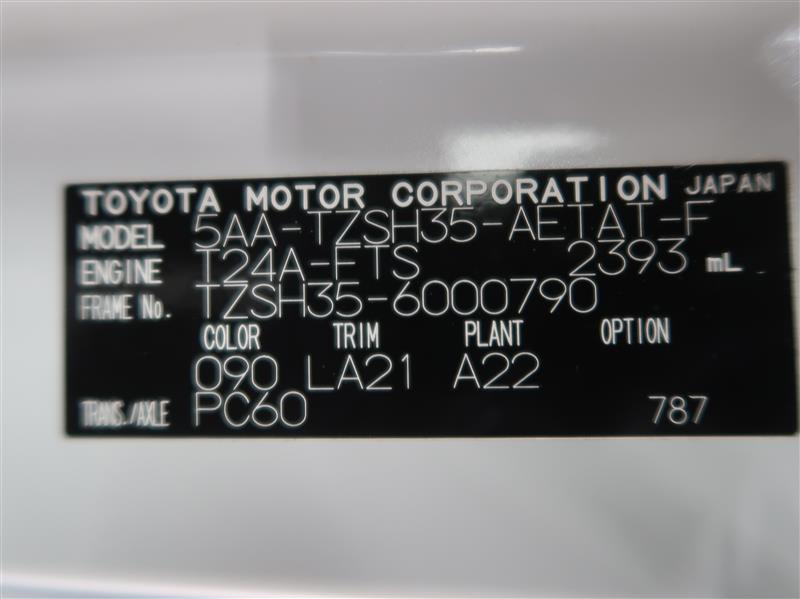 TOYOTA MOTOR CORPORATION JAPAN
MODEL 5AA-TZSH35-AETAT-F
ENGINE T24A-FTS 2393 mL
FRAME No. TZSH35-6000790
COLOR TRIM PLANT OPTION
090 LA21 A22
TRANS./AXLE PC60 787